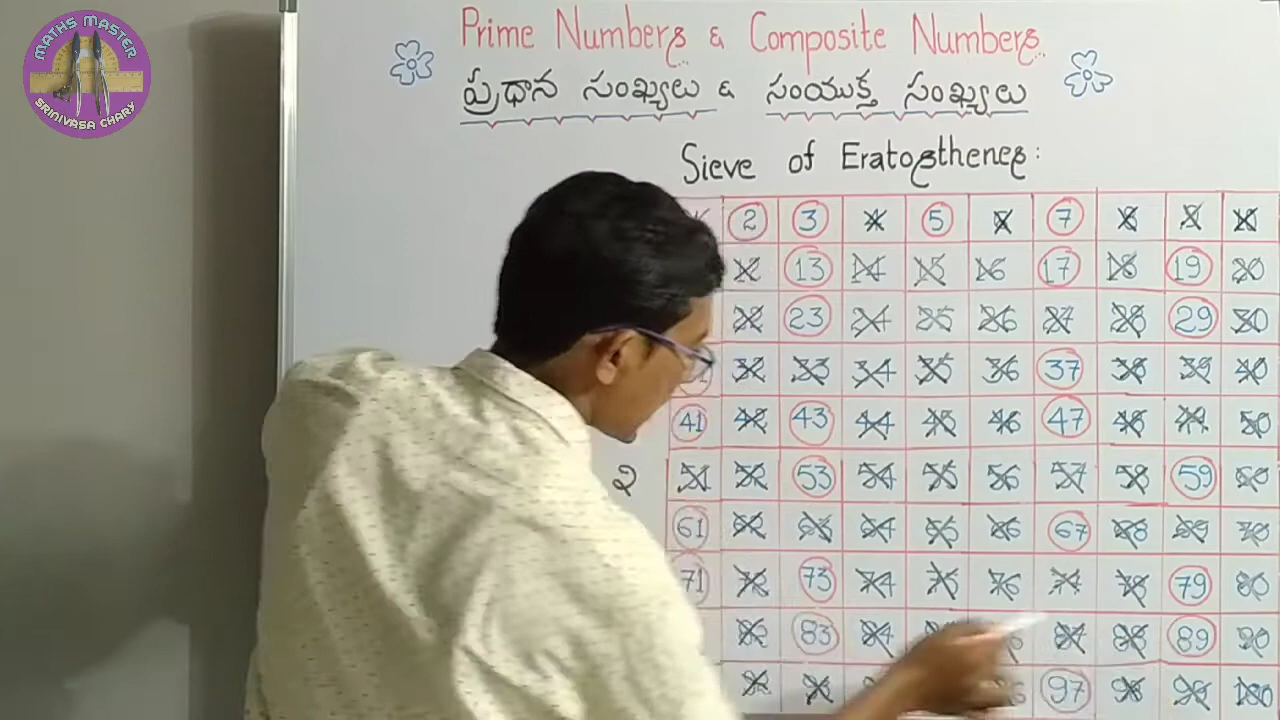 MATHS MASTER
SRINIVASA CHARY
Prime Numbers & Composite Numbers
ప్రధాన సంఖ్యలు & సంయుక్త సంఖ్యలు
Sieve of Eratosthenes:
2 3 4 5 6 7 8 9 10
12 13 14 15 16 17 18 19 20
22 23 24 25 26 27 28 29 30
32 33 34 35 36 37 38 39 40
41 42 43 44 45 46 47 48 49 50
2 51 52 53 54 55 56 57 58 59 60
61 62 63 64 65 66 67 68 69 70
71 72 73 74 75 76 77 78 79 80
82 83 84 87 88 89 90
97 98 99 100